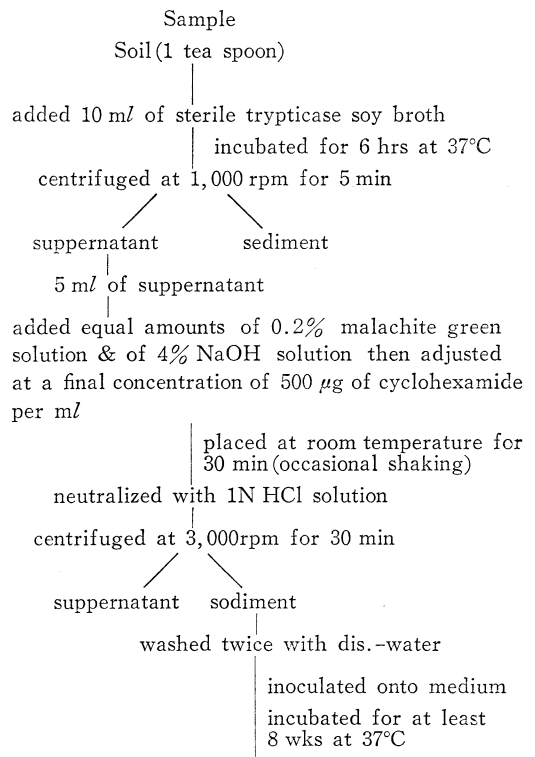 Sample
Soil (1 tea spoon)
added 10 ml of sterile trypticase soy broth
incubated for 6 hrs at 37°C
centrifuged at 1,000 rpm for 5 min
suppernatant sediment
5 ml of suppernatant
added equal amounts of 0.2% malachite green
solution & of 4% NaOH solution then adjusted
at a final concentration of 500 μg of cyclohexamide
per ml
placed at room temperature for
30 min (occasional shaking)
neutralized with 1N HCl solution
centrifuged at 3,000rpm for 30 min
suppernatant sodiment
washed twice with dis.-water
inoculated onto medium
incubated for at least
8 wks at 37°C